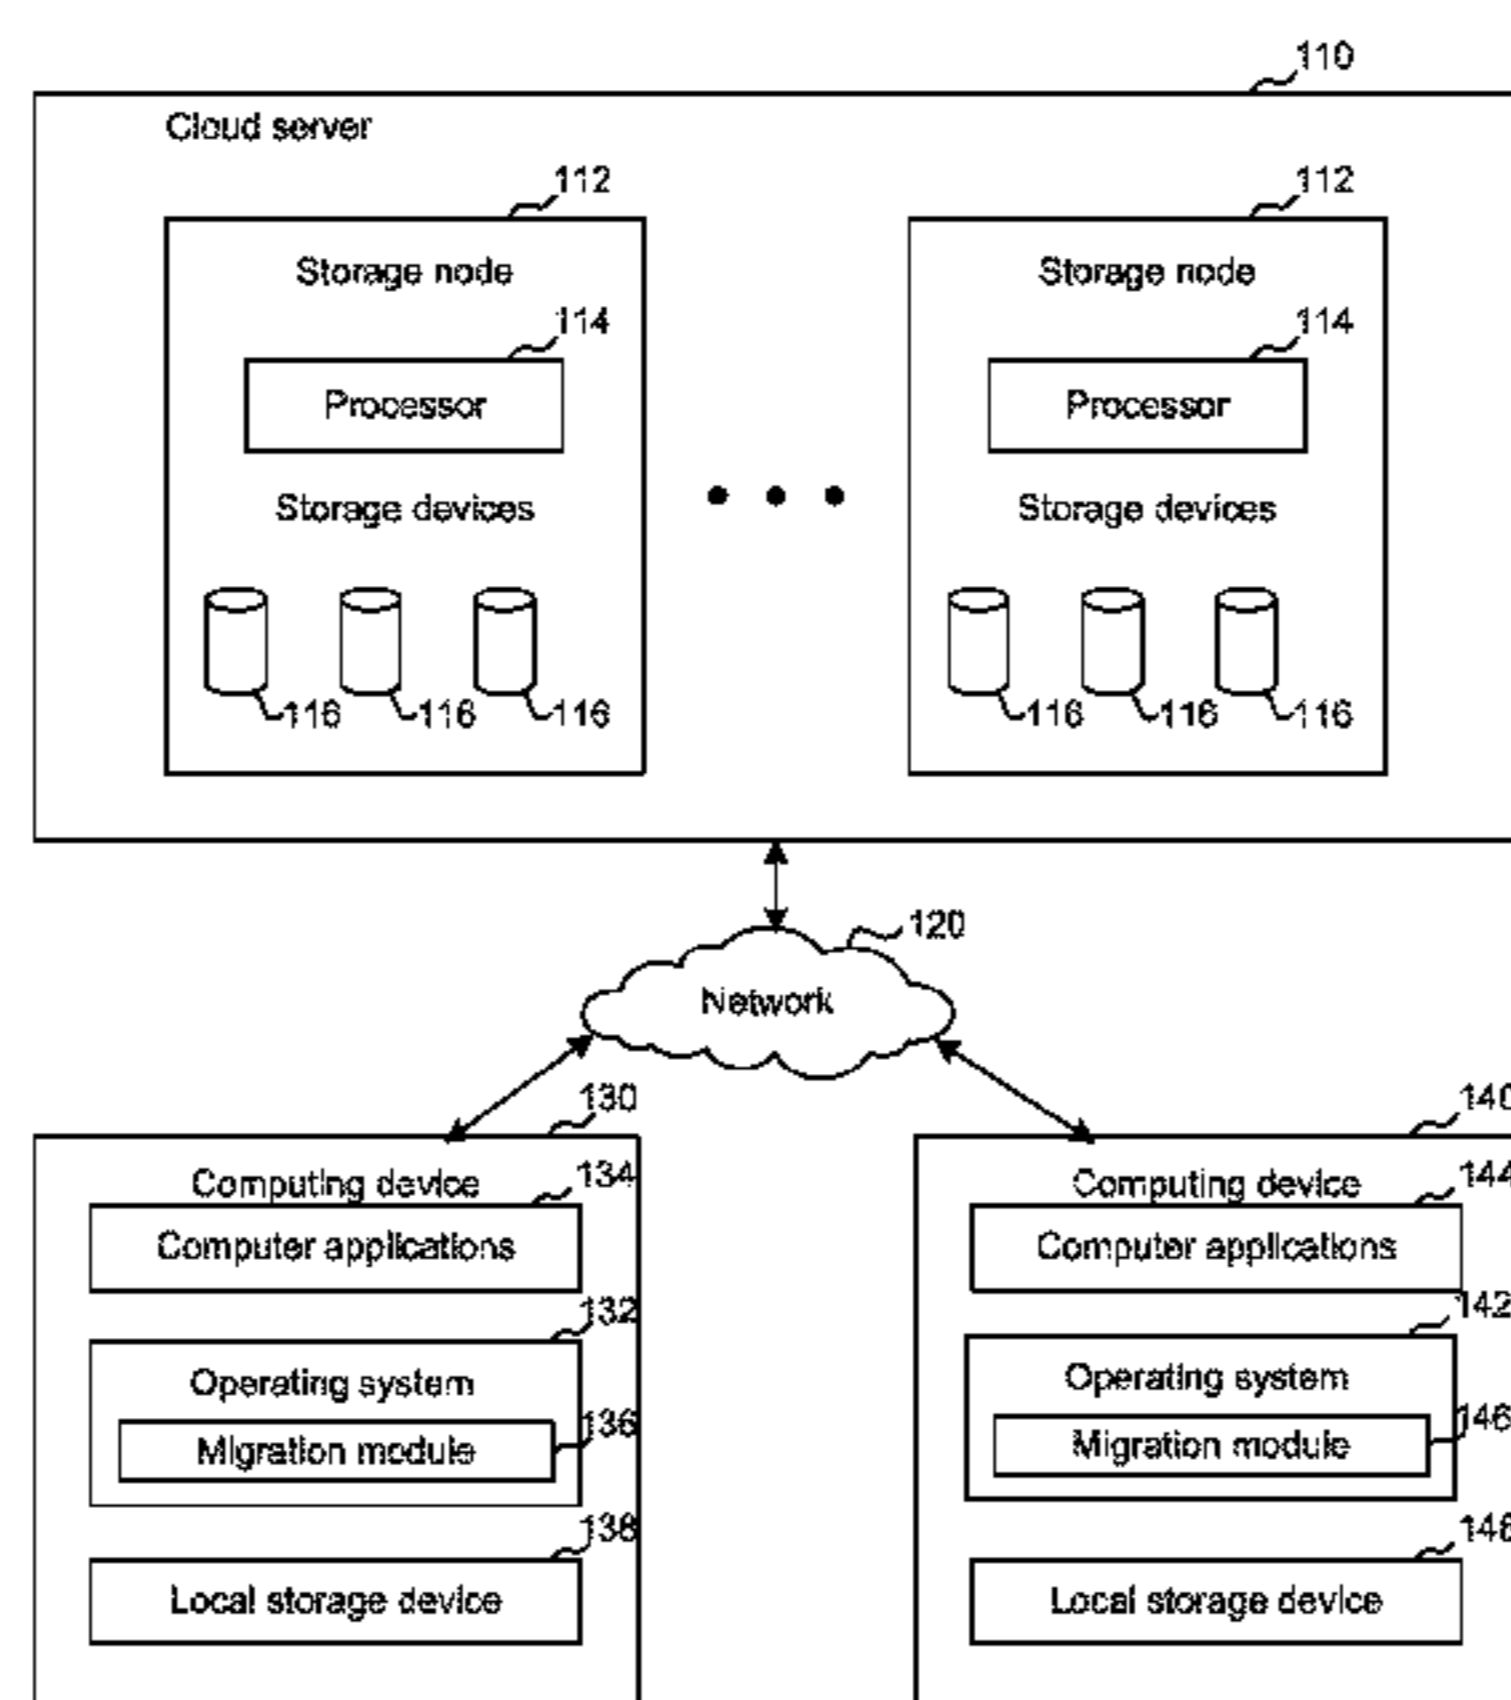 110
Cloud server
112
112
Storage node
Storage node
114
114
Processor
Processor
Storage devices
Storage devices
116
116
116
116
116
116
120
Network
130
140
Computing device
134
Computing device
144
Computer applications
Computer applications
132
142
Operating system
Operating system
136
146
Migration module
Migration module
138
148
Local storage device
Local storage device